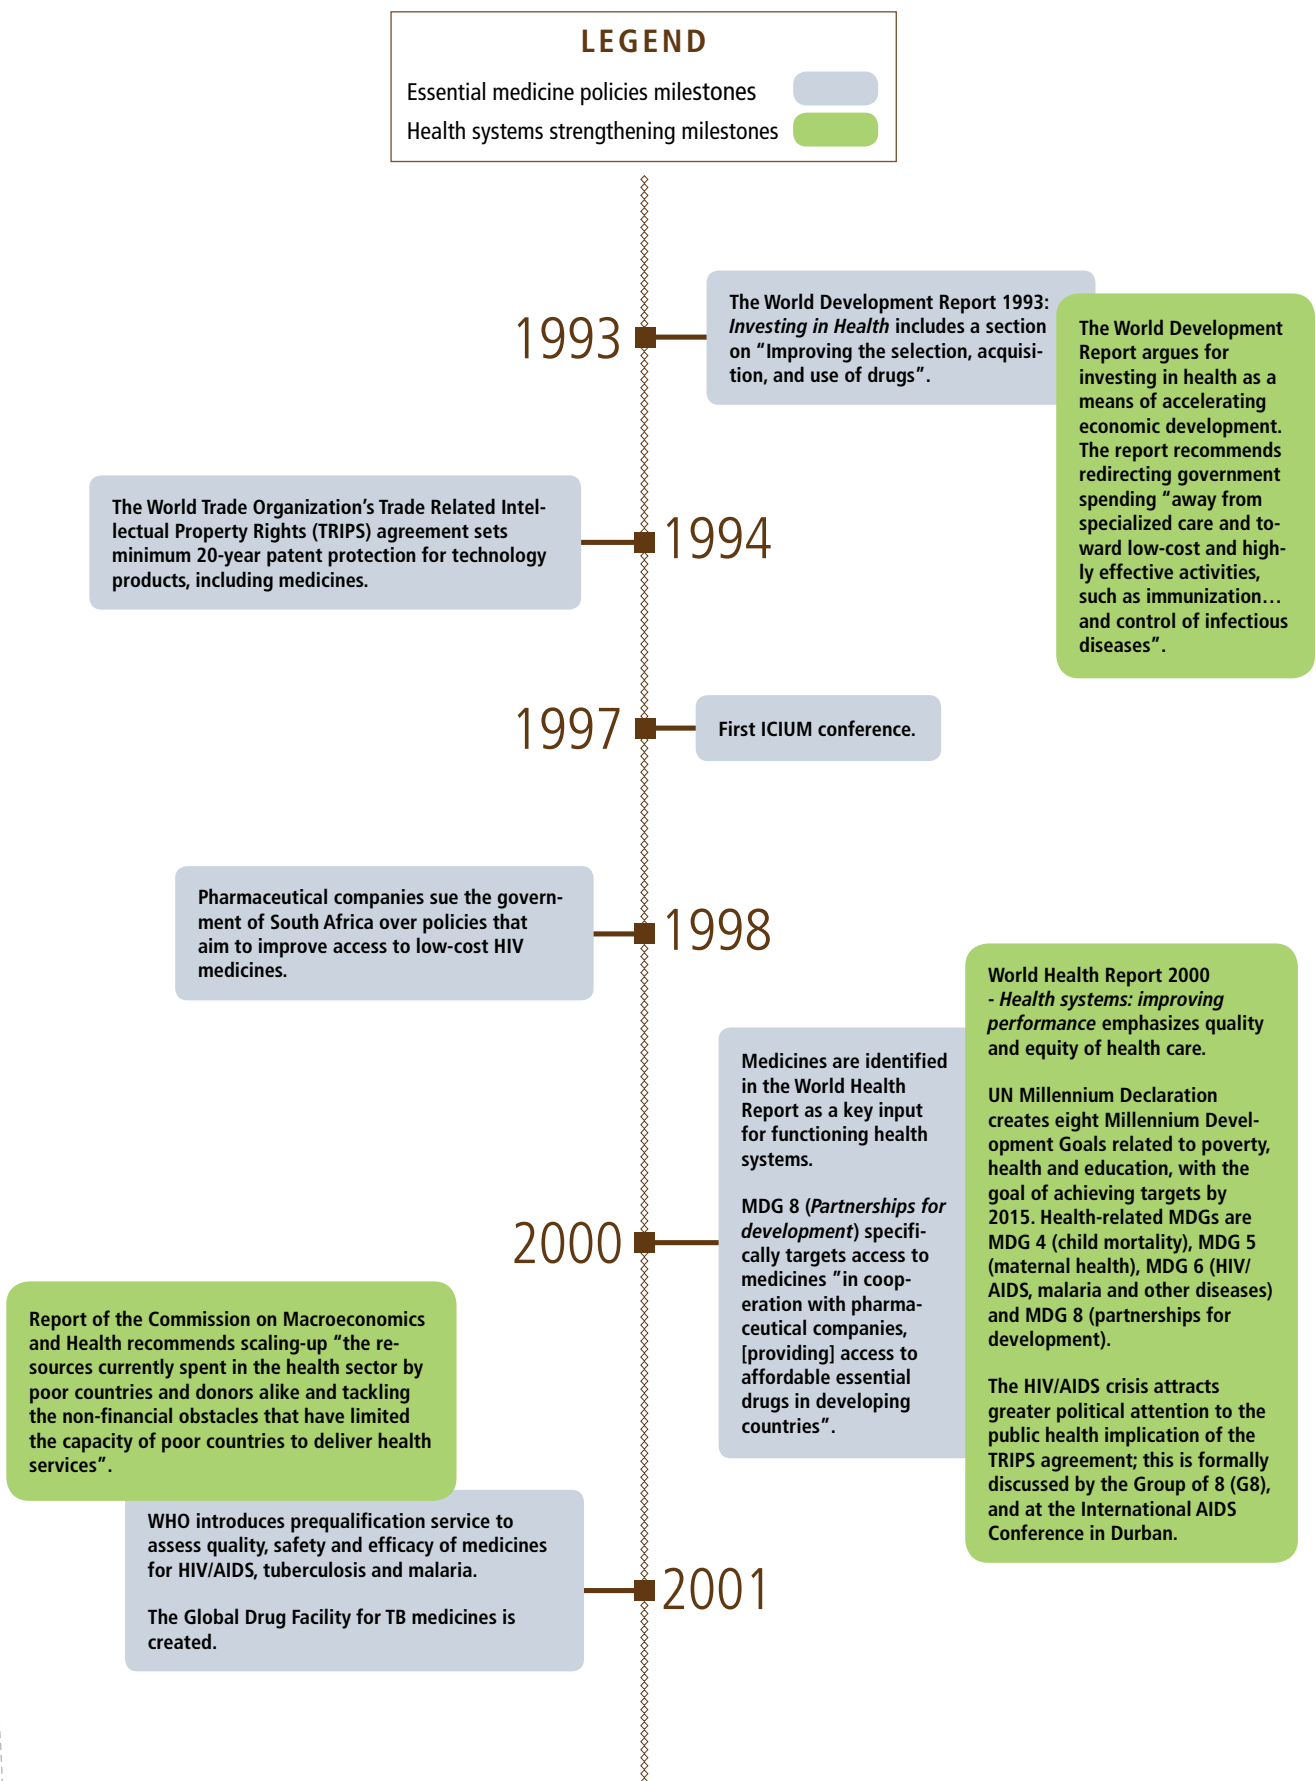 LEGEND
Essential medicine policies milestones
Health systems strengthening milestones
1993
The World Development Report 1993:
Investing in Health includes a section
on “Improving the selection, acquisi-
tion, and use of drugs”.
The World Development
Report argues for
investing in health as a
means of accelerating
economic development.
The report recommends
redirecting government
spending “away from
specialized care and to-
ward low-cost and high-
ly effective activities,
such as immunization…
and control of infectious
diseases”.
The World Trade Organization’s Trade Related Intel-
lectual Property Rights (TRIPS) agreement sets
minimum 20-year patent protection for technology
products, including medicines.
1994
1997
First ICIUM conference.
Pharmaceutical companies sue the govern-
ment of South Africa over policies that
aim to improve access to low-cost HIV
medicines.
1998
2000
Medicines are identified
in the World Health
Report as a key input
for functioning health
systems.
MDG 8 (Partnerships for
development) specifi-
cally targets access to
medicines “in coop-
eration with pharma-
ceutical companies,
[providing] access to
affordable essential
drugs in developing
countries”.
World Health Report 2000
- Health systems: improving
performance emphasizes quality
and equity of health care.
UN Millennium Declaration
creates eight Millennium Devel-
opment Goals related to poverty,
health and education, with the
goal of achieving targets by
2015. Health-related MDGs are
MDG 4 (child mortality), MDG 5
(maternal health), MDG 6 (HIV/
AIDS, malaria and other diseases)
and MDG 8 (partnerships for
development).
The HIV/AIDS crisis attracts
greater political attention to the
public health implication of the
TRIPS agreement; this is formally
discussed by the Group of 8 (G8),
and at the International AIDS
Conference in Durban.
Report of the Commission on Macroeconomics
and Health recommends scaling-up “the re-
sources currently spent in the health sector by
poor countries and donors alike and tackling
the non-financial obstacles that have limited
the capacity of poor countries to deliver health
services”.
WHO introduces prequalification service to
assess quality, safety and efficacy of medicines
for HIV/AIDS, tuberculosis and malaria.
The Global Drug Facility for TB medicines is
created.
2001